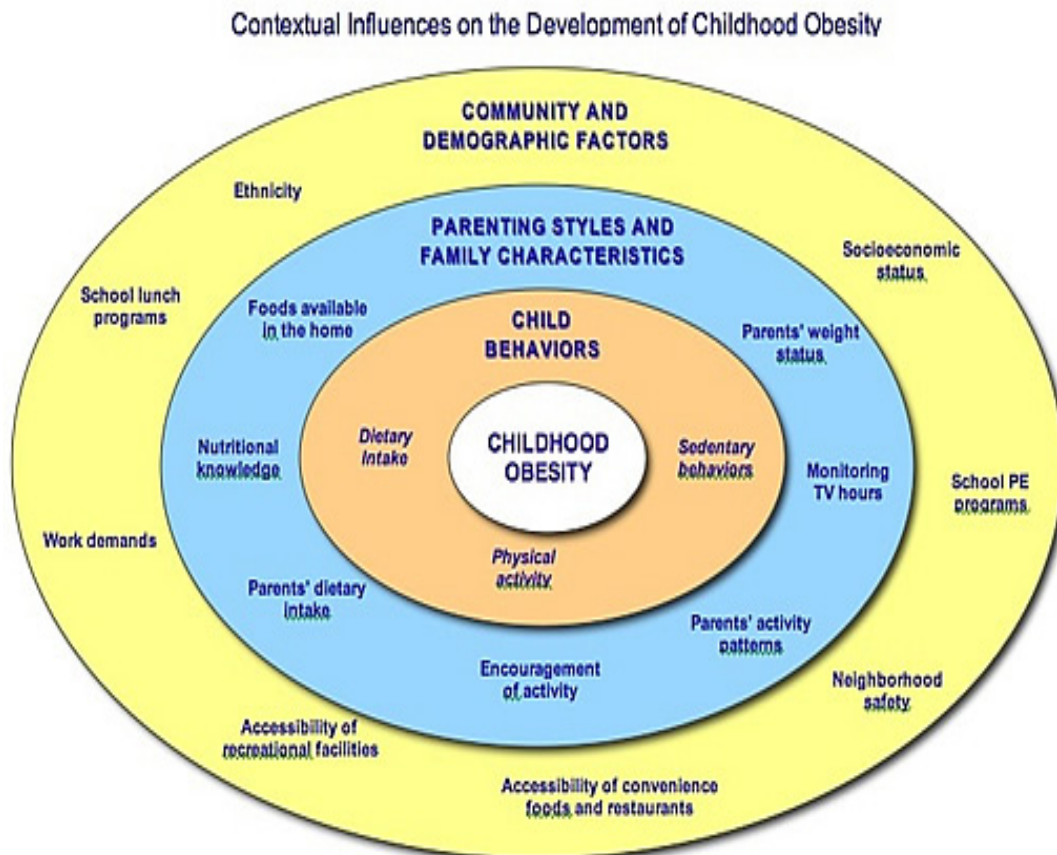 Contextual Influences on the Development of Childhood Obesity
COMMUNITY AND
DEMOGRAPHIC FACTORS
Ethnicity
PARENTING STYLES AND
FAMILY CHARACTERISTICS
Socioeconomic
status
School lunch
programs
Foods available
in the home
CHILD
BEHAVIORS
Parents' weight
status
Nutritional
knowledge
Dietary
Intake
CHILDHOOD
OBESITY
Sedentary
behaviors
Monitoring
TV hours
School PE
programs
Work demands
Physical
activity
Parents' dietary
intake
Parents' activity
patterns
Encouragement
of activity
Neighborhood
safety
Accessibility of
recreational facilities
Accessibility of convenience
foods and restaurants